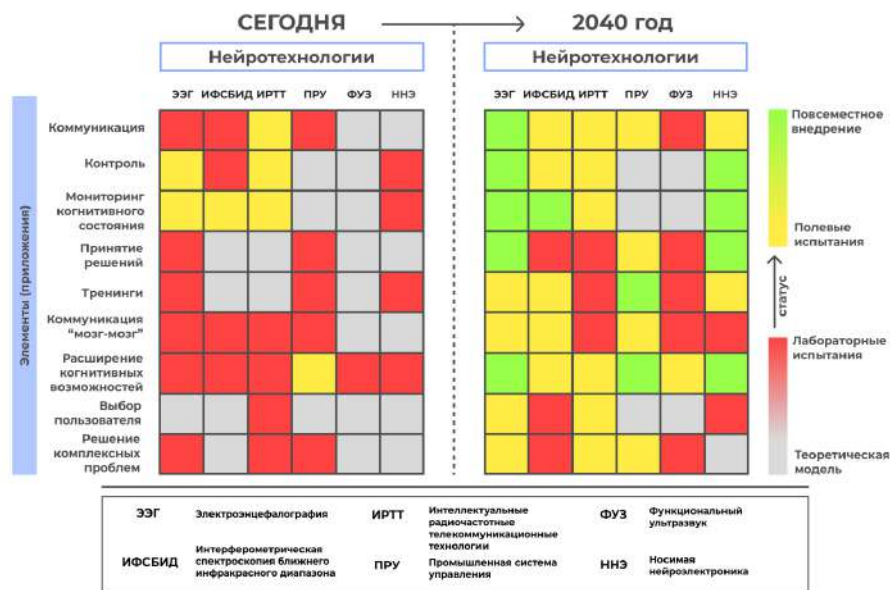 СЕГОДНЯ
2040 год
Нейротехнологии
Нейротехнологии
ЭЭГ ИФСБИД ИРТТ ПРУ ФУЗ ННЭ
ЭЭГ ИФСБИД ИРТТ ПРУ ФУЗ ННЭ
Элементы (приложения)
Коммуникация
Контроль
Мониторинг
когнитивного
состояния
Принятие
решений
Тренинги
Коммуникация
“мозг-мозг”
Расширение
когнитивных
возможностей
Выбор
пользователя
Решение
комплексных
проблем
Повсеместное
внедрение
Полевые
испытания
статус
Лабораторные
испытания
Теоретическая
модель
ЭЭГ
Электроэнцефалография
ИФСБИД
Интерферометрическая
спектроскопия ближнего
инфракрасного диапазона
ИРТТ
Интеллектуальные
радиочастотные
телекоммуникационные
технологии
ПРУ
Промышленная система
управления
ФУЗ
Функциональный
ультразвук
ННЭ
Носимая
нейроэлектроника